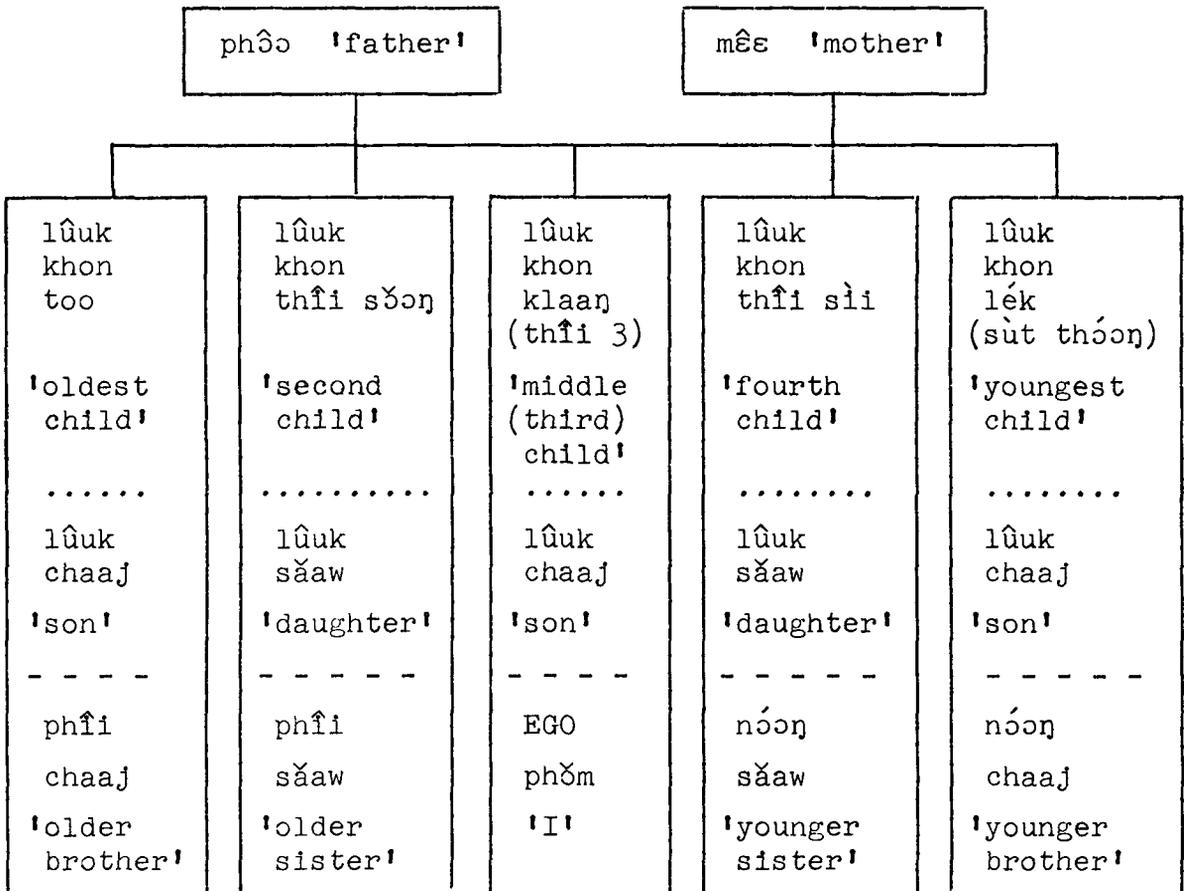 phɔ̂ɔ 'father'
mɛ̂ɛ 'mother'
lûuk
khon
too
'oldest
child'
......
lûuk
chaaj
'son'
- - - -
phîi
chaaj
'older
brother'
lûuk
khon
thîi sɔ̌ɔŋ
'second
child'
..........
lûuk
sǎaw
'daughter'
- - - - -
phîi
sǎaw
'older
sister'
lûuk
khon
klaaŋ
(thîi 3)
'middle
(third)
child'
......
lûuk
chaaj
'son'
- - - -
EGO
phǒm
'I'
lûuk
khon
thîi sìi
'fourth
child'
........
lûuk
sǎaw
'daughter'
- - - - -
nɔ́ɔŋ
sǎaw
'younger
sister'
lûuk
khon
lék
(sùt thɔ́ɔŋ)
'youngest
child'
........
lûuk
chaaj
'son'
- - - - -
nɔ́ɔŋ
chaaj
'younger
brother'